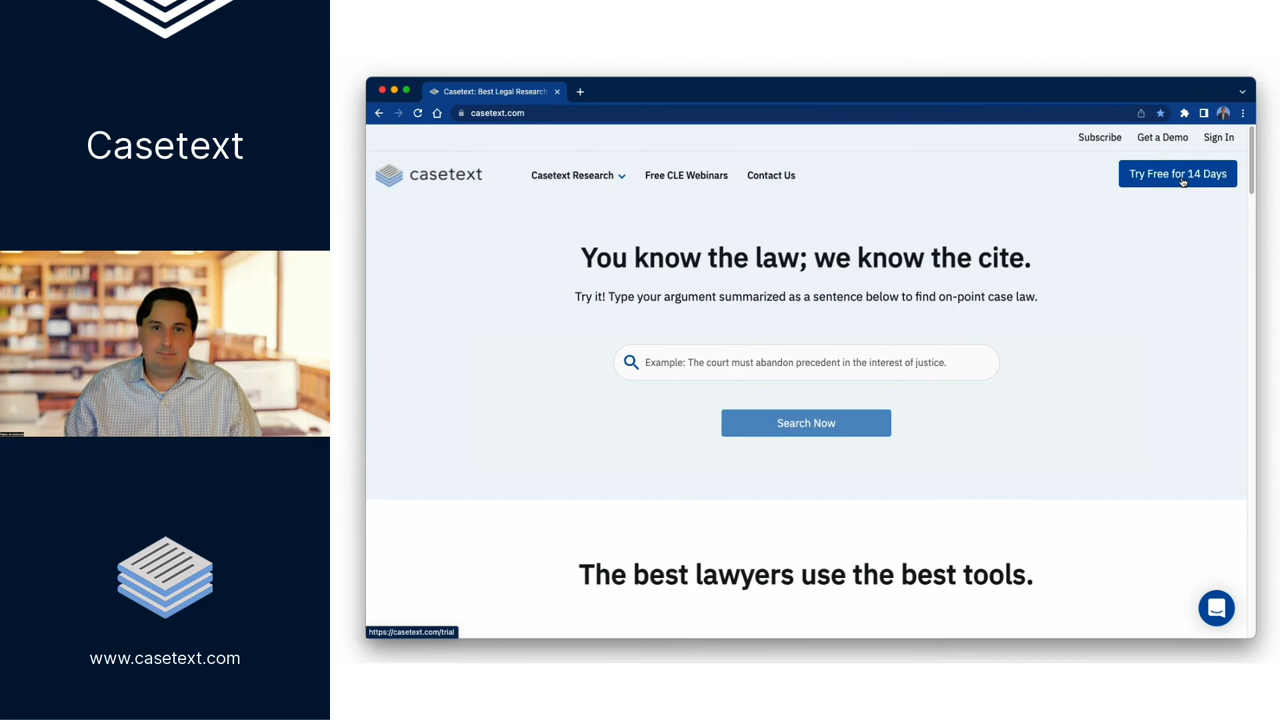 Casetext
www.casetext.com
Casetext: Best Legal Research
casetext.com
Subscribe
Get a Demo
Sign In
casetext
Casetext Research
Free CLE Webinars
Contact Us
Try Free for 14 Days
You know the law; we know the cite.
Try it! Type your argument summarized as a sentence below to find on-point case law.
Example: The court must abandon precedent in the interest of justice.
Search Now
The best lawyers use the best tools.
https://casetext.com/trial